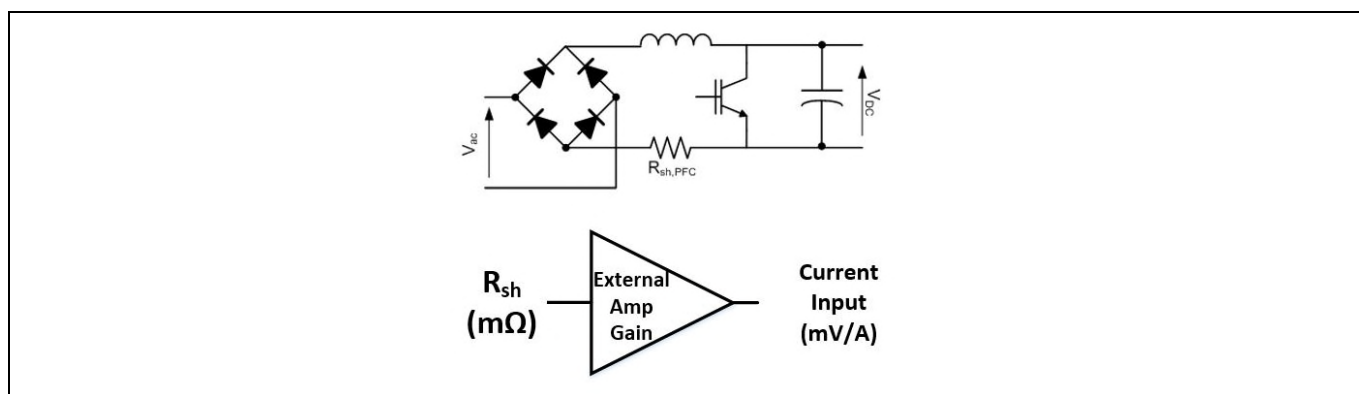 V_ac
R_sh,PFC
V_DC
R_sh
(mΩ)
External
Amp
Gain
Current
Input
(mV/A)